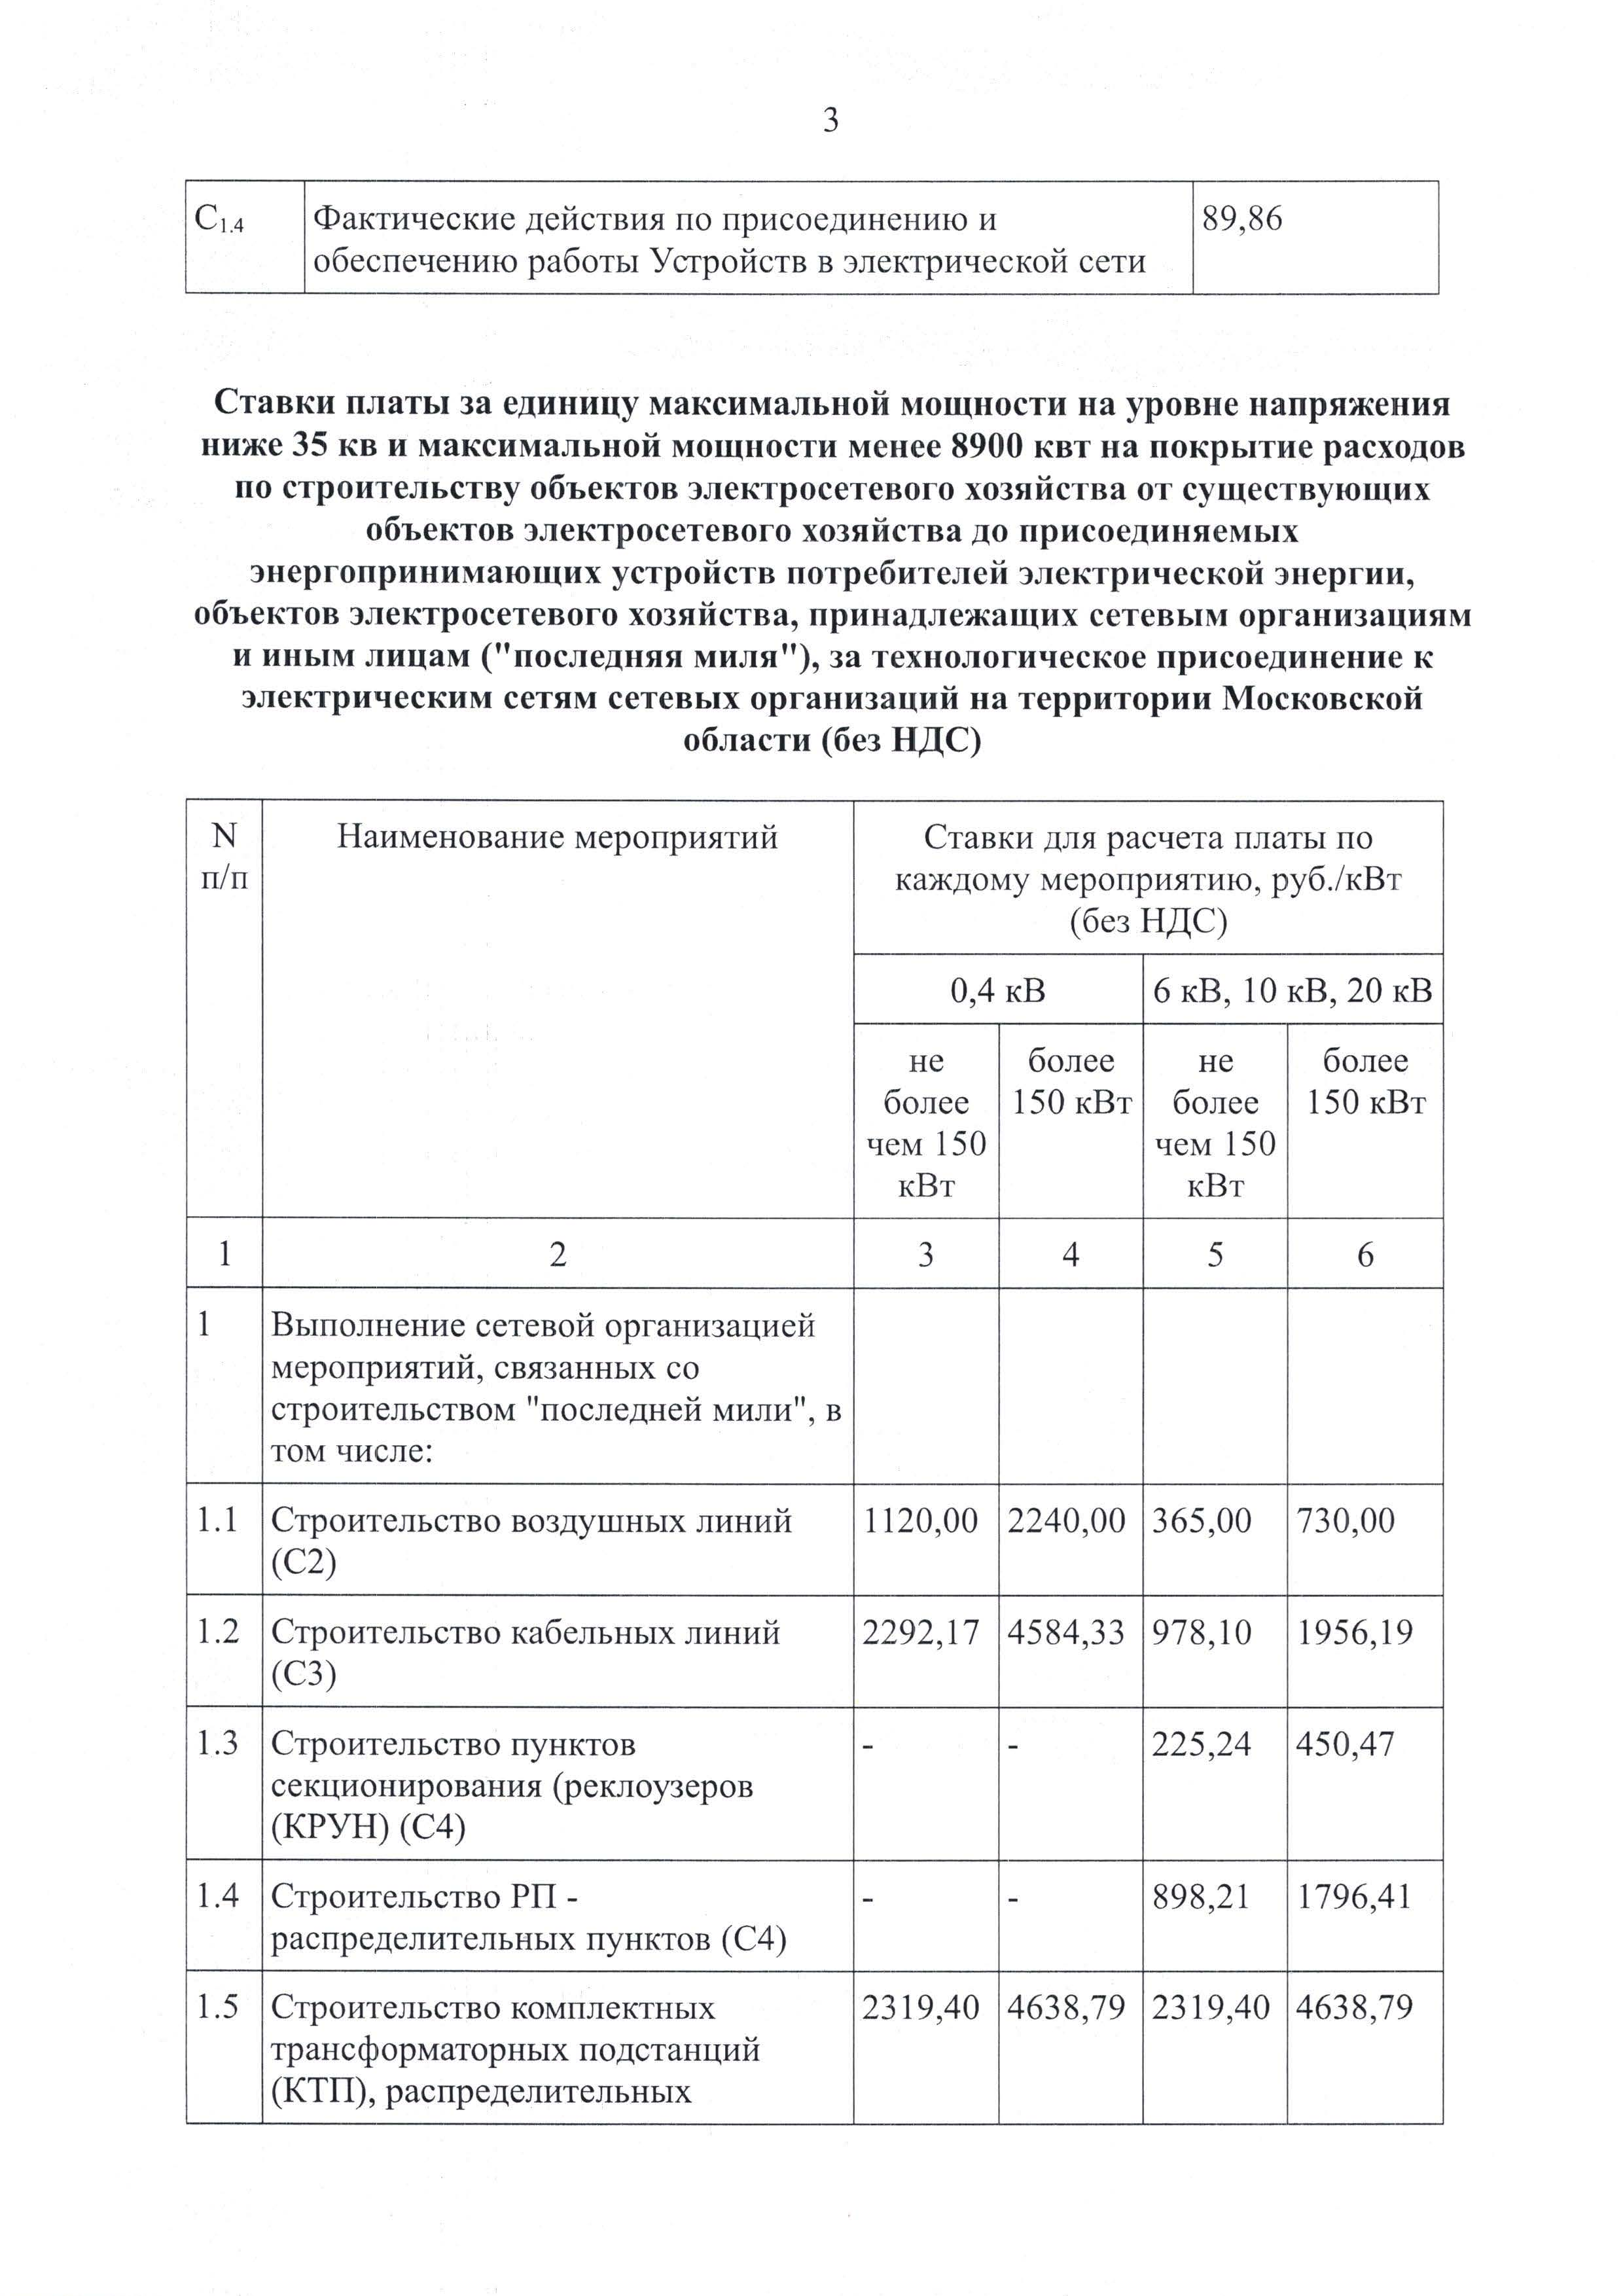 3
С1.4 Фактические действия по присоединению и 89,86
обеспечению работы Устройств в электрической сети
Ставки платы за единицу максимальной мощности на уровне напряжения
ниже 35 кв и максимальной мощности менее 8900 квт на покрытие расходов
по строительству объектов электросетевого хозяйства от существующих
объектов электросетевого хозяйства до присоединяемых
энергопринимающих устройств потребителей электрической энергии,
объектов электросетевого хозяйства, принадлежащих сетевым организациям
и иным лицам ("последняя миля"), за технологическое присоединение к
электрическим сетям сетевых организаций на территории Московской
области (без НДС)
N Наименование мероприятий Ставки для расчета платы по
п/п каждому мероприятию, руб./кВт
(без НДС)
0,4 кВ 6 кВ, 10 кВ, 20 кВ
не более не более
более 150 кВт более 150 кВт
чем 150 чем 150
кВт кВт
1 2 3 4 5 6
1 Выполнение сетевой организацией
мероприятий, связанных со
строительством "последней мили", в
том числе:
1.1 Строительство воздушных линий 1120,00 2240,00 365,00 730,00
(С2)
1.2 Строительство кабельных линий 2292,17 4584,33 978,10 1956,19
(С3)
1.3 Строительство пунктов - - 225,24 450,47
секционирования (реклоузеров
(КРУН) (С4)
1.4 Строительство РП - - - 898,21 1796,41
распределительных пунктов (С4)
1.5 Строительство комплектных 2319,40 4638,79 2319,40 4638,79
трансформаторных подстанций
(КТП), распределительных